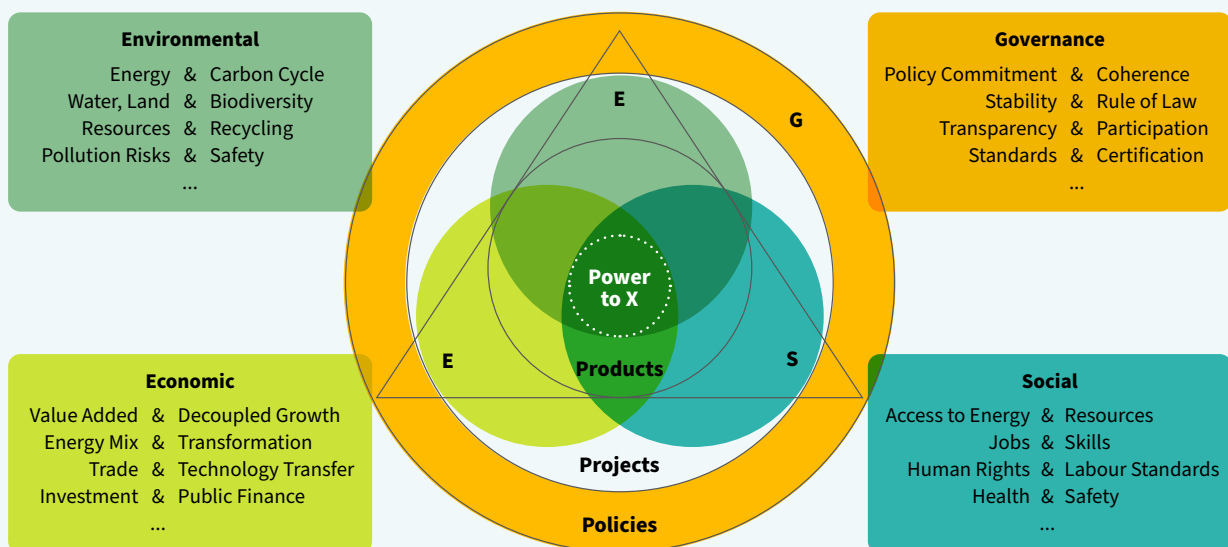 Environmental
Energy & Carbon Cycle
Water, Land & Biodiversity
Resources & Recycling
Pollution Risks & Safety
...
Governance
Policy Commitment & Coherence
Stability & Rule of Law
Transparency & Participation
Standards & Certification
...
E
G
Power
to X
E
S
Products
Projects
Policies
Economic
Value Added & Decoupled Growth
Energy Mix & Transformation
Trade & Technology Transfer
Investment & Public Finance
...
Social
Access to Energy & Resources
Jobs & Skills
Human Rights & Labour Standards
Health & Safety
...